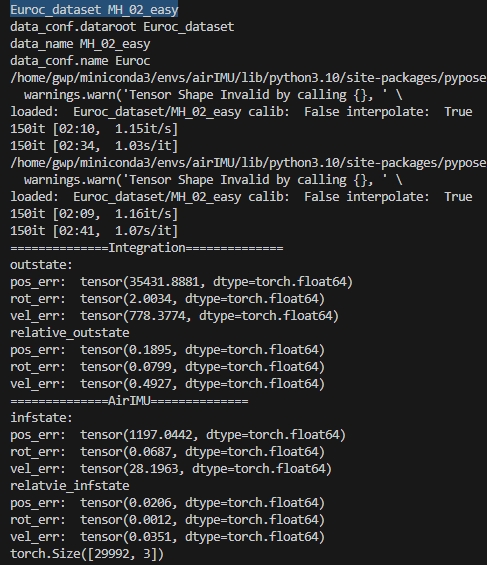 Euroc_dataset MH_02_easy
data_conf.dataroot Euroc_dataset
data_name MH_02_easy
data_conf.name Euroc
/home/gwp/miniconda3/envs/airIMU/lib/python3.10/site-packages/pypose
warnings.warn('Tensor Shape Invalid by calling {}, ' \
loaded:  Euroc_dataset/MH_02_easy calib:  False interpolate:  True
150it [02:10,  1.15it/s]
150it [02:34,  1.03s/it]
/home/gwp/miniconda3/envs/airIMU/lib/python3.10/site-packages/pypose
warnings.warn('Tensor Shape Invalid by calling {}, ' \
loaded:  Euroc_dataset/MH_02_easy calib:  False interpolate:  True
150it [02:09,  1.16it/s]
150it [02:41,  1.07s/it]
==============Integration==============
outstate:
pos_err:  tensor(35431.8881, dtype=torch.float64)
rot_err:  tensor(2.0034, dtype=torch.float64)
vel_err:  tensor(778.3774, dtype=torch.float64)
relative_outstate
pos_err:  tensor(0.1895, dtype=torch.float64)
rot_err:  tensor(0.0799, dtype=torch.float64)
vel_err:  tensor(0.4927, dtype=torch.float64)
==============AirIMU==============
infstate:
pos_err:  tensor(1197.0442, dtype=torch.float64)
rot_err:  tensor(0.0687, dtype=torch.float64)
vel_err:  tensor(28.1963, dtype=torch.float64)
relatvie_infstate
pos_err:  tensor(0.0206, dtype=torch.float64)
rot_err:  tensor(0.0012, dtype=torch.float64)
vel_err:  tensor(0.0351, dtype=torch.float64)
torch.Size([29992, 3])